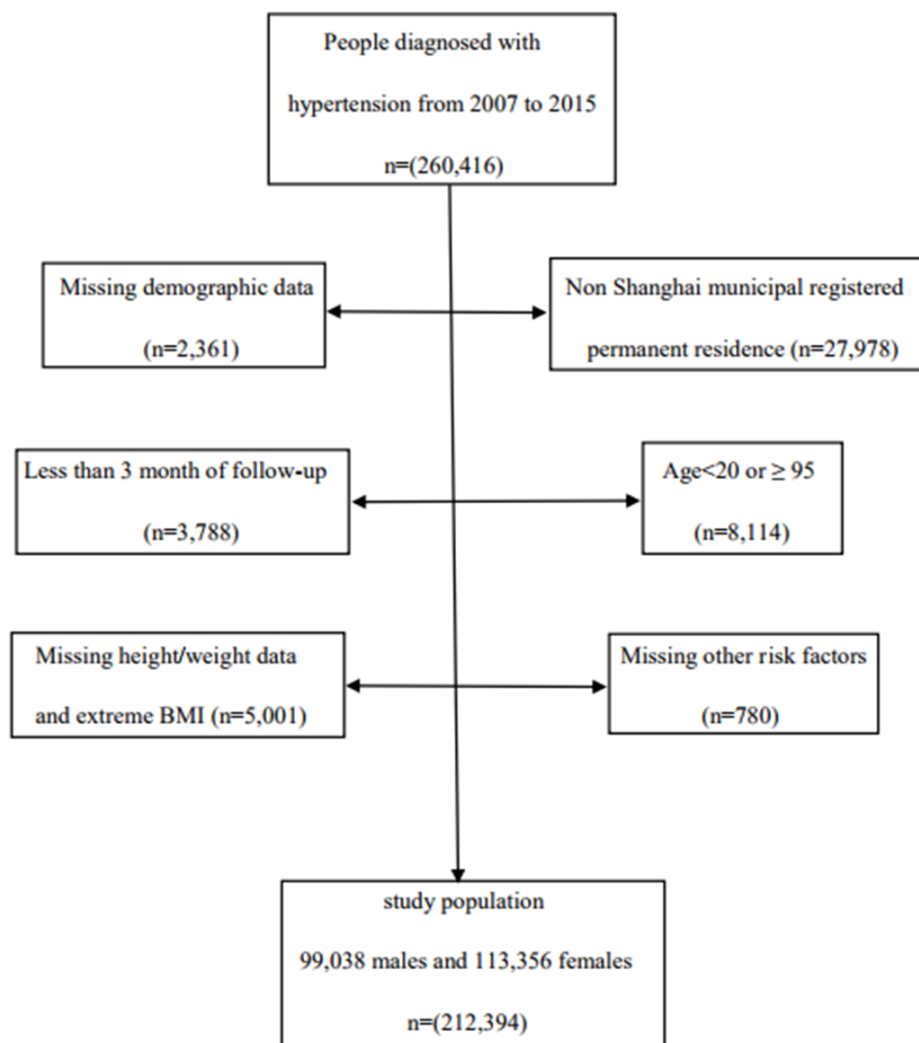 People diagnosed with
hypertension from 2007 to 2015
n=(260,416)
Missing demographic data
(n=2,361)
Non Shanghai municipal registered
permanent residence (n=27,978)
Less than 3 month of follow-up
(n=3,788)
Age<20 or ≥ 95
(n=8,114)
Missing height/weight data
and extreme BMI (n=5,001)
Missing other risk factors
(n=780)
study population
99,038 males and 113,356 females
n=(212,394)